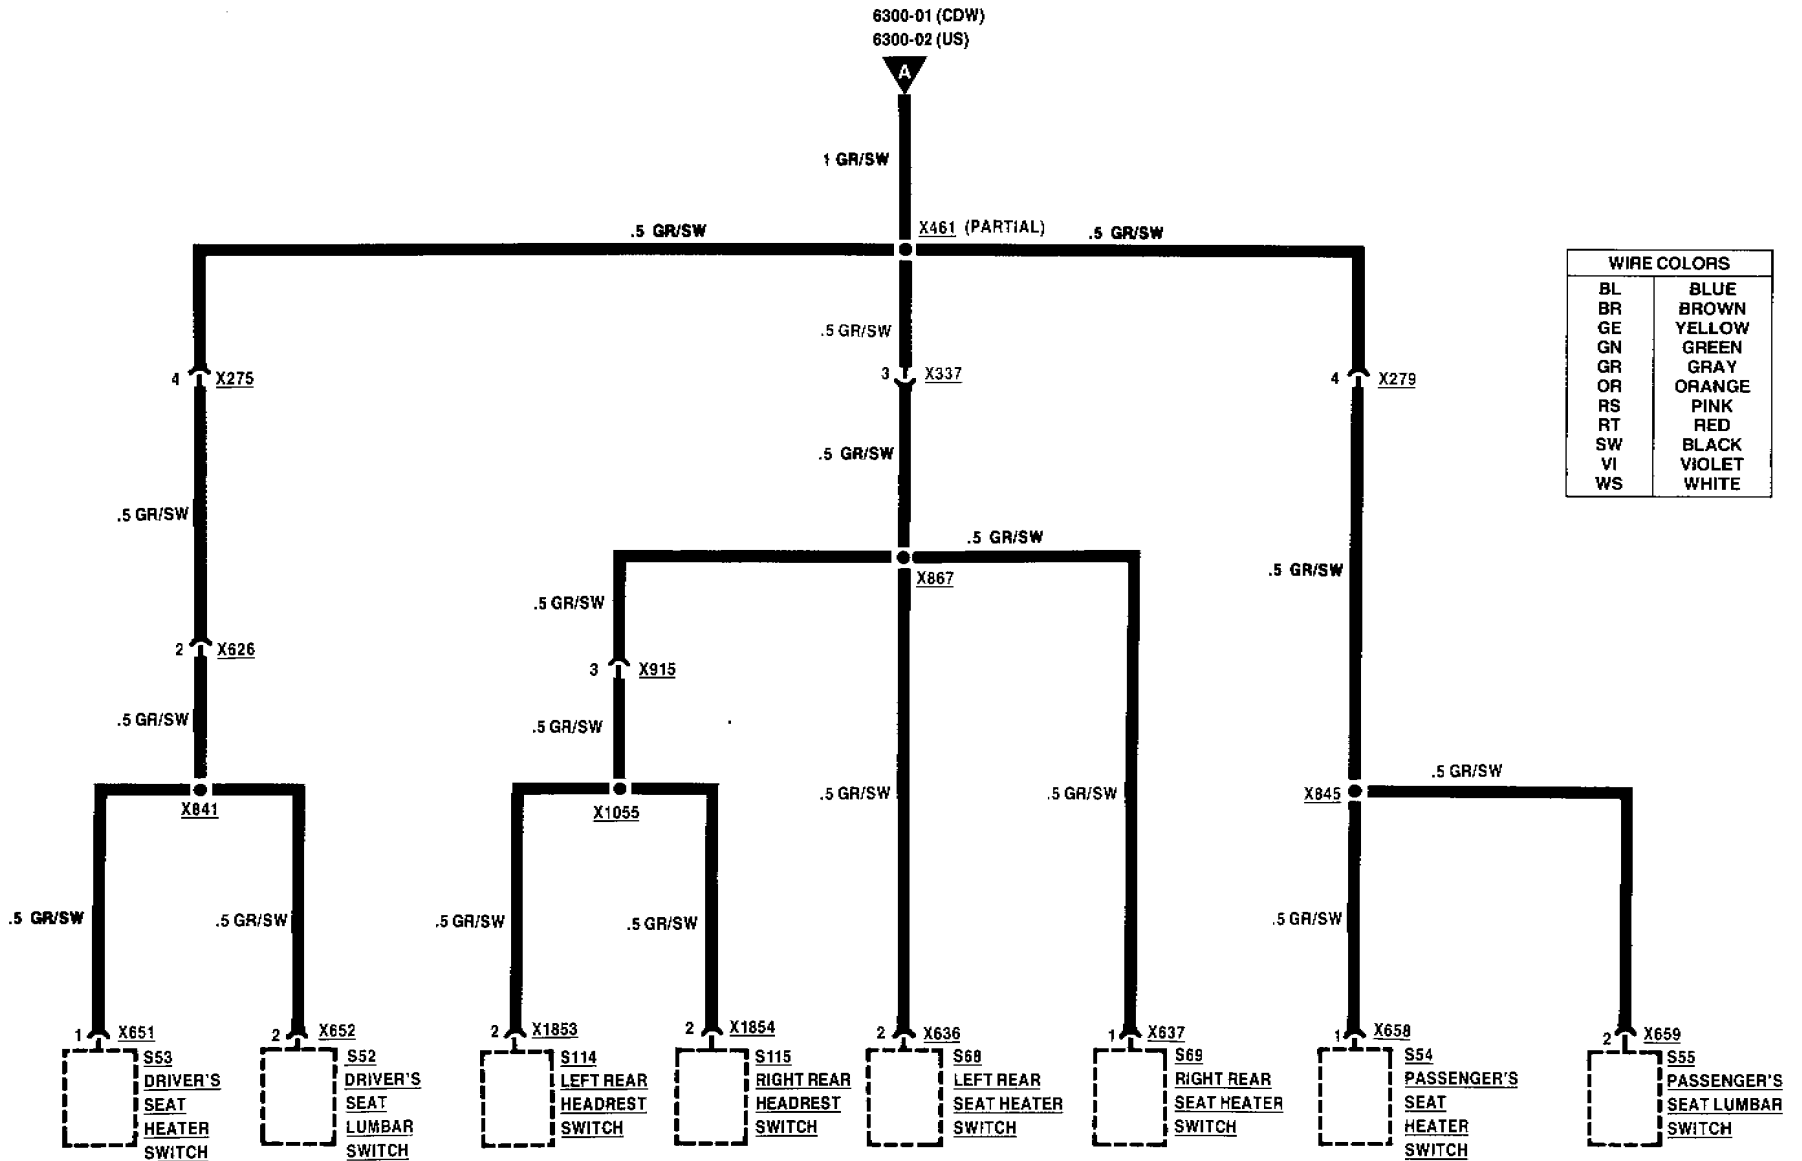 6300-01 (CDW)
6300-02 (US)
A
1 GR/SW
.5 GR/SW
X461 (PARTIAL)
.5 GR/SW
WIRE COLORS
BL BLUE
BR BROWN
GE YELLOW
GN GREEN
GR GRAY
OR ORANGE
RS PINK
RT RED
SW BLACK
VI VIOLET
WS WHITE
.5 GR/SW
4 X275
3 X337
4 X279
.5 GR/SW
.5 GR/SW
.5 GR/SW
X867
.5 GR/SW
.5 GR/SW
2 X626
3 X915
.5 GR/SW
.5 GR/SW
.5 GR/SW
X841
X1055
.5 GR/SW
.5 GR/SW
X845
.5 GR/SW
.5 GR/SW
.5 GR/SW
.5 GR/SW
.5 GR/SW
1 X651
2 X652
2 X1853
2 X1854
2 X636
1 X637
1 X658
2 X659
S53
DRIVER'S
SEAT
HEATER
SWITCH
S52
DRIVER'S
SEAT
LUMBAR
SWITCH
S114
LEFT REAR
HEADREST
SWITCH
S115
RIGHT REAR
HEADREST
SWITCH
S68
LEFT REAR
SEAT HEATER
SWITCH
S69
RIGHT REAR
SEAT HEATER
SWITCH
S54
PASSENGER'S
SEAT
HEATER
SWITCH
S55
PASSENGER'S
SEAT LUMBAR
SWITCH